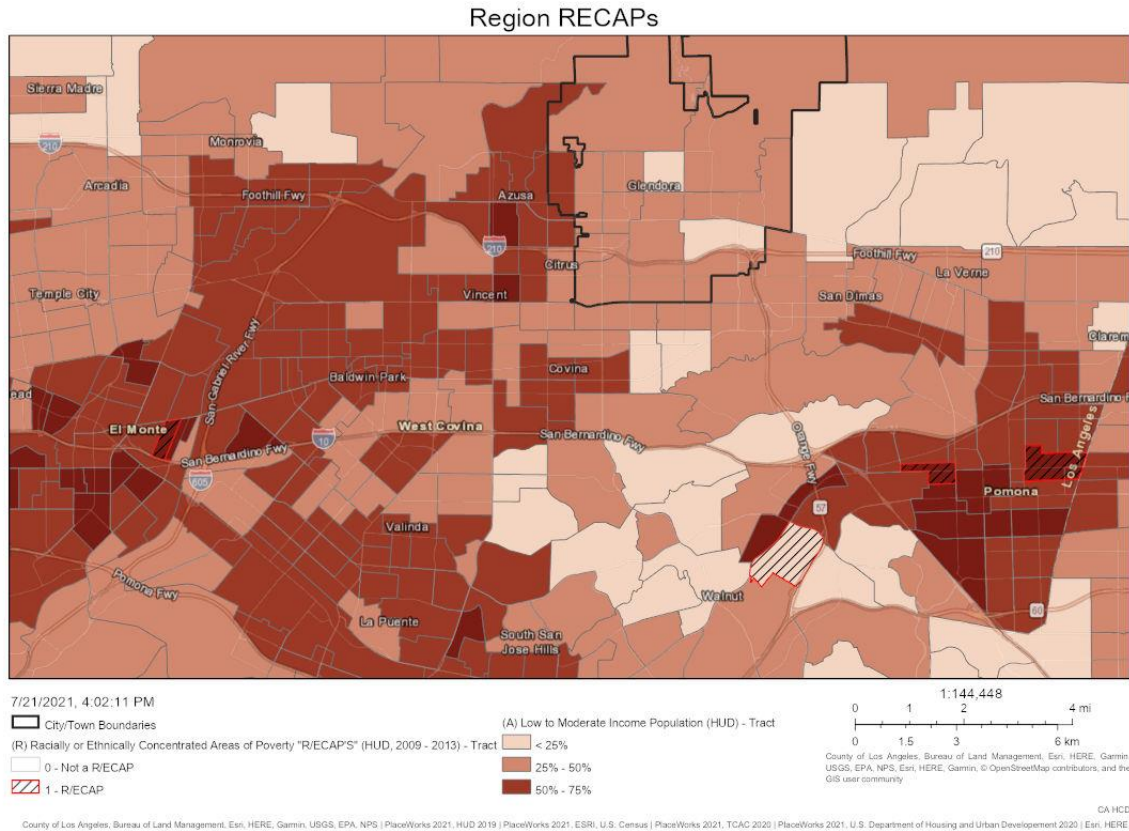 Region RECAPs
Sierra Madre
Monrovia
210
Arcadia
Foothill Fwy
Azusa
Glendora
210
Citrus
Foothill Fwy
210
La Verne
Temple City
Vincent
San Dimas
San Gabriel River Fwy
Clarem
Baldwin Park
Covina
ead
El Monte
West Covina
San Bernardino F
San Bernardino Fwy
10
San Bernardino Fwy
Orange Fwy
Los Angeles
605
Pomona
57
Valinda
Pomona Fwy
Walnut
60
La Puente
South San
Jose Hills
7/21/2021, 4:02:11 PM
City/Town Boundaries
(R) Racially or Ethnically Concentrated Areas of Poverty "R/ECAP'S" (HUD, 2009 - 2013) - Tract
0 - Not a R/ECAP
1 - R/ECAP
(A) Low to Moderate Income Population (HUD) - Tract
< 25%
25% - 50%
50% - 75%
1:144,448
0 1 2 4 mi
0 1.5 3 6 km
County of Los Angeles, Bureau of Land Management, Esri, HERE, Garmin,
USGS, EPA, NPS, Esri, HERE, Garmin, © OpenStreetMap contributors, and the
GIS user community
CA HCD
County of Los Angeles, Bureau of Land Management, Esri, HERE, Garmin, USGS, EPA, NPS | PlaceWorks 2021, HUD 2019 | PlaceWorks 2021, ESRI, U.S. Census | PlaceWorks 2021, TCAC 2020 | PlaceWorks 2021, U.S. Department of Housing and Urban Developement 2020 | Esri, HERE